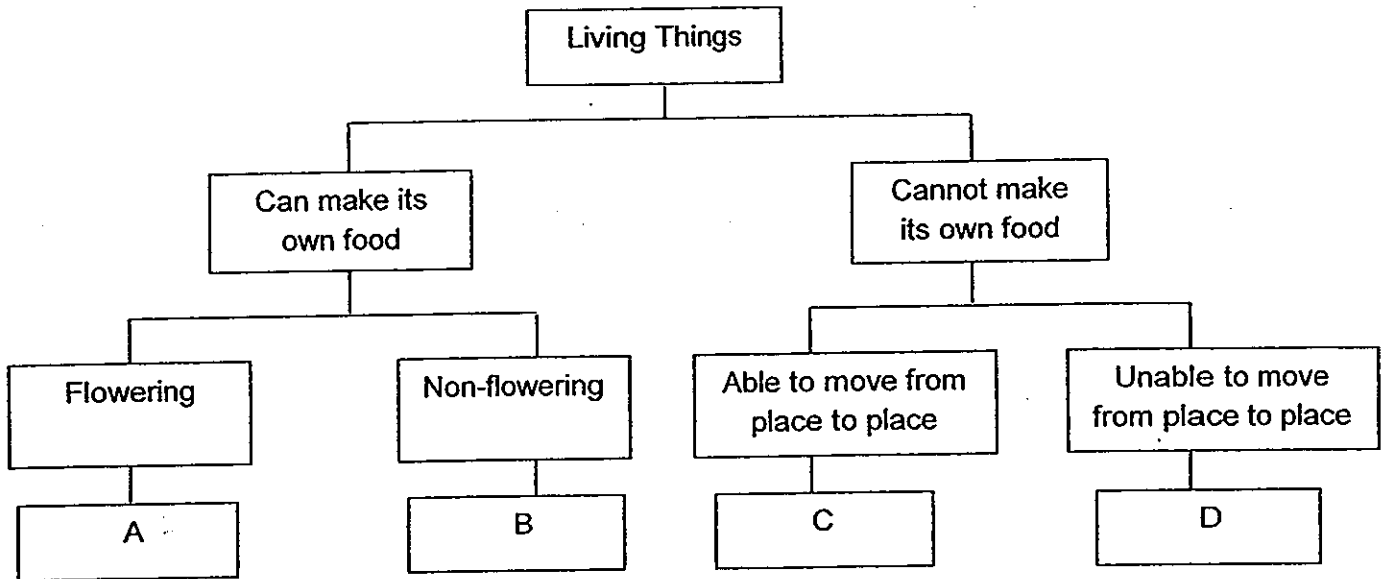 Living Things
Can make its
own food
Cannot make
its own food
Flowering
Non-flowering
Able to move from
place to place
Unable to move
from place to place
A
B
C
D